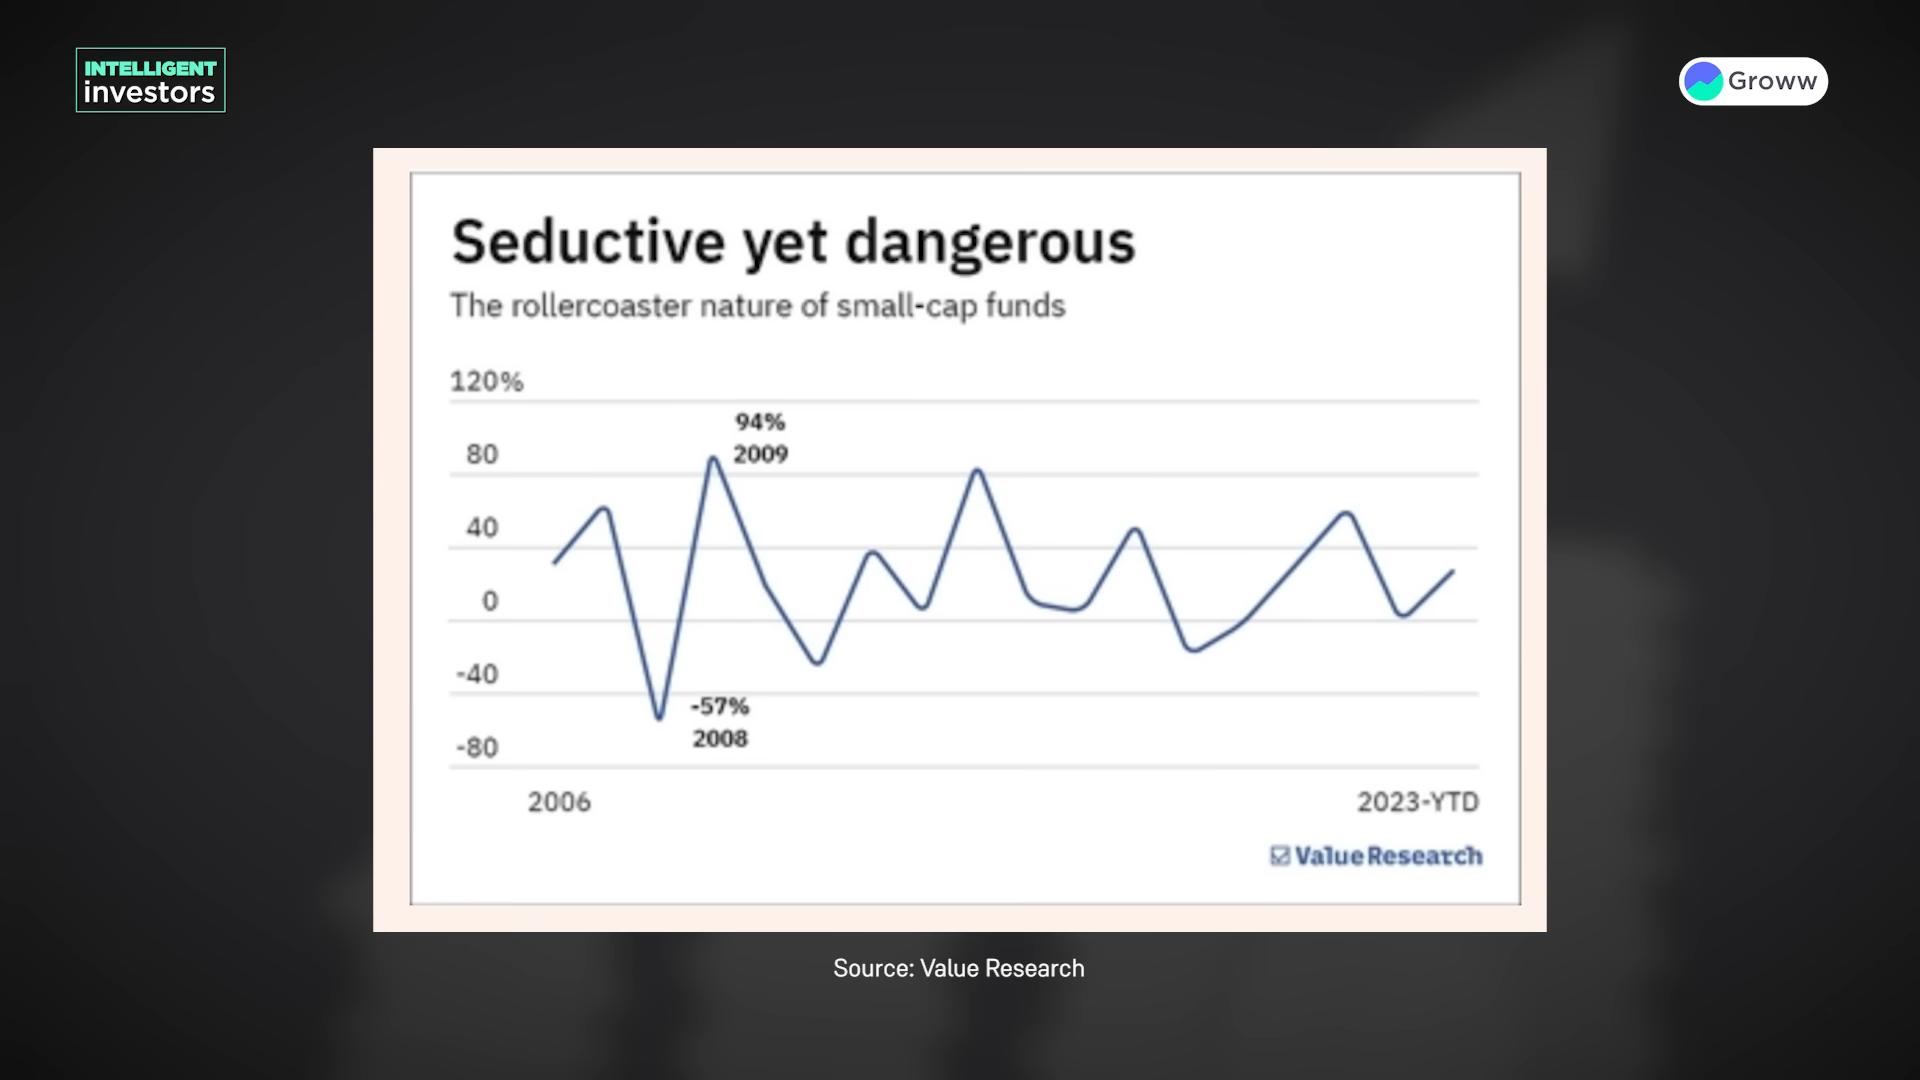 INTELLIGENT
investors
Groww
Seductive yet dangerous
The rollercoaster nature of small-cap funds
120%
94%
2009
80
40
0
-40
-57%
2008
-80
2006
2023-YTD
ValueResearch
Source: Value Research